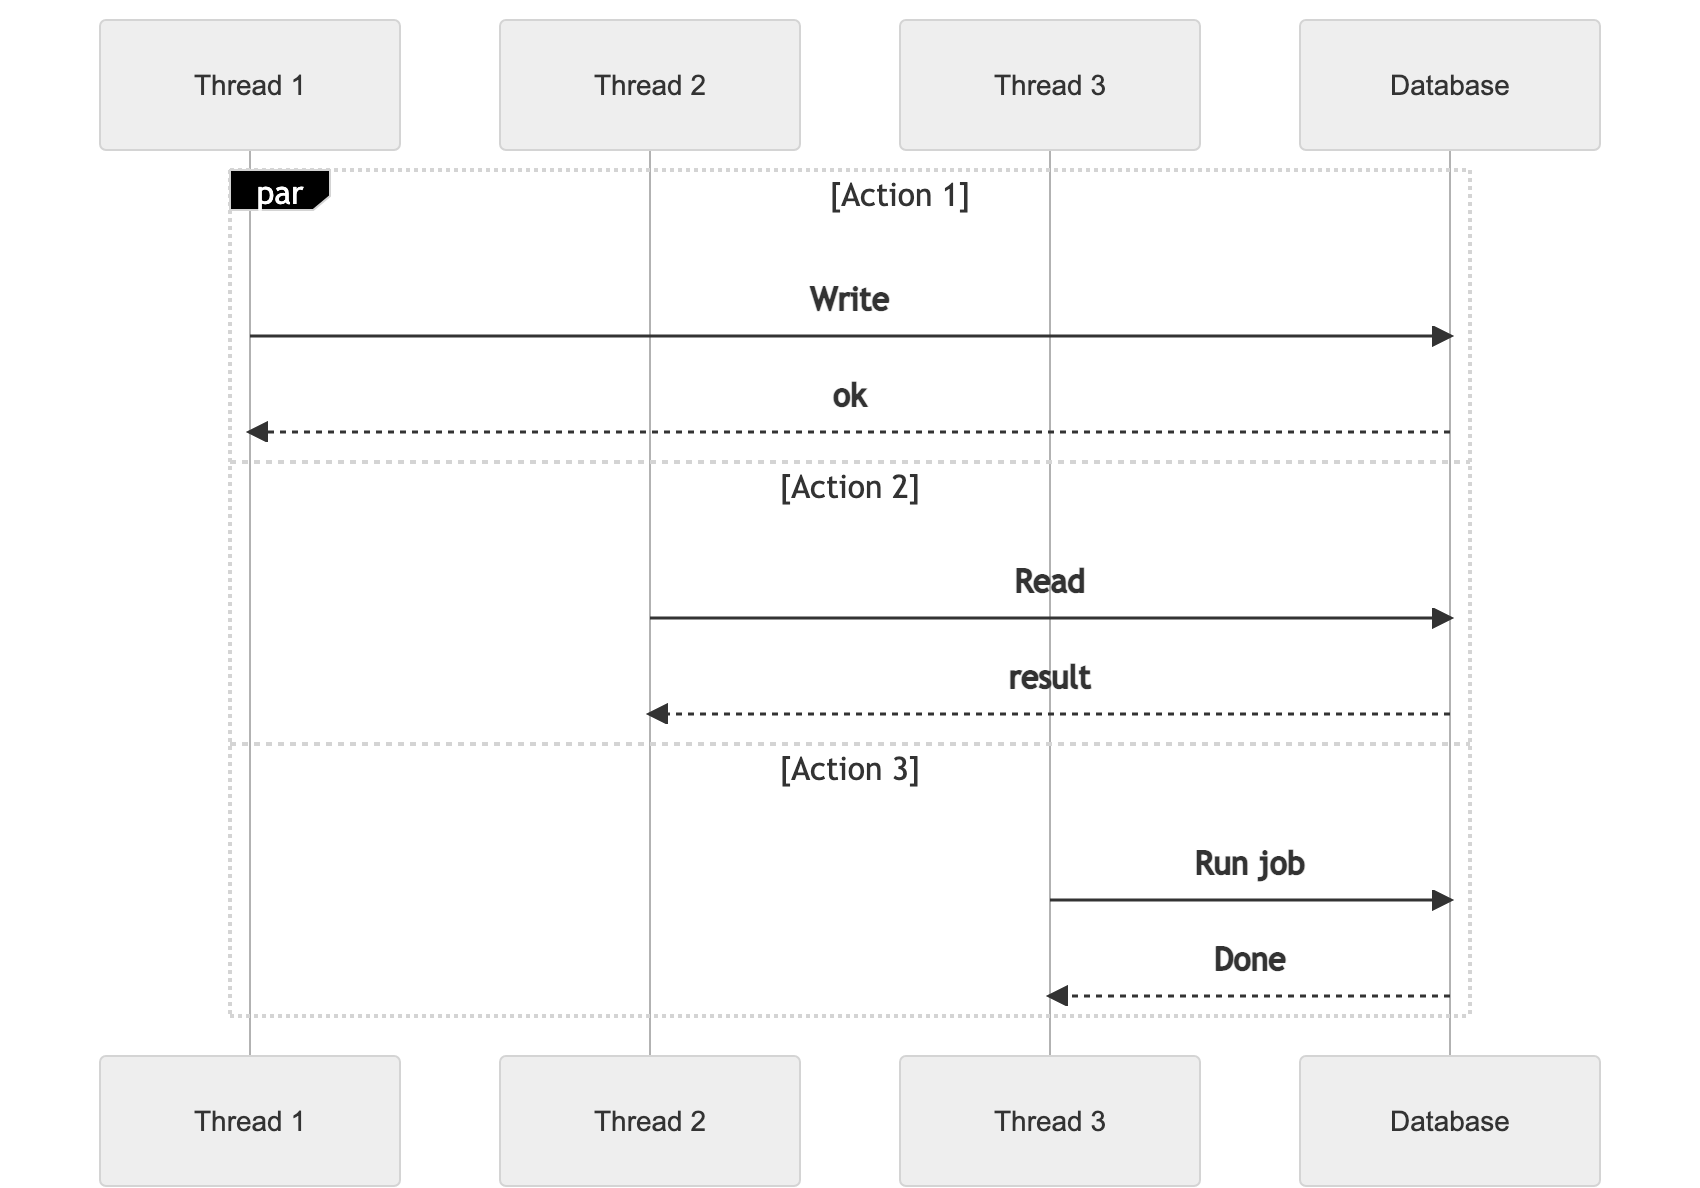 Thread 1
Thread 2
Thread 3
Database
par
[Action 1]
Write
ok
[Action 2]
Read
result
[Action 3]
Run job
Done
Thread 1
Thread 2
Thread 3
Database